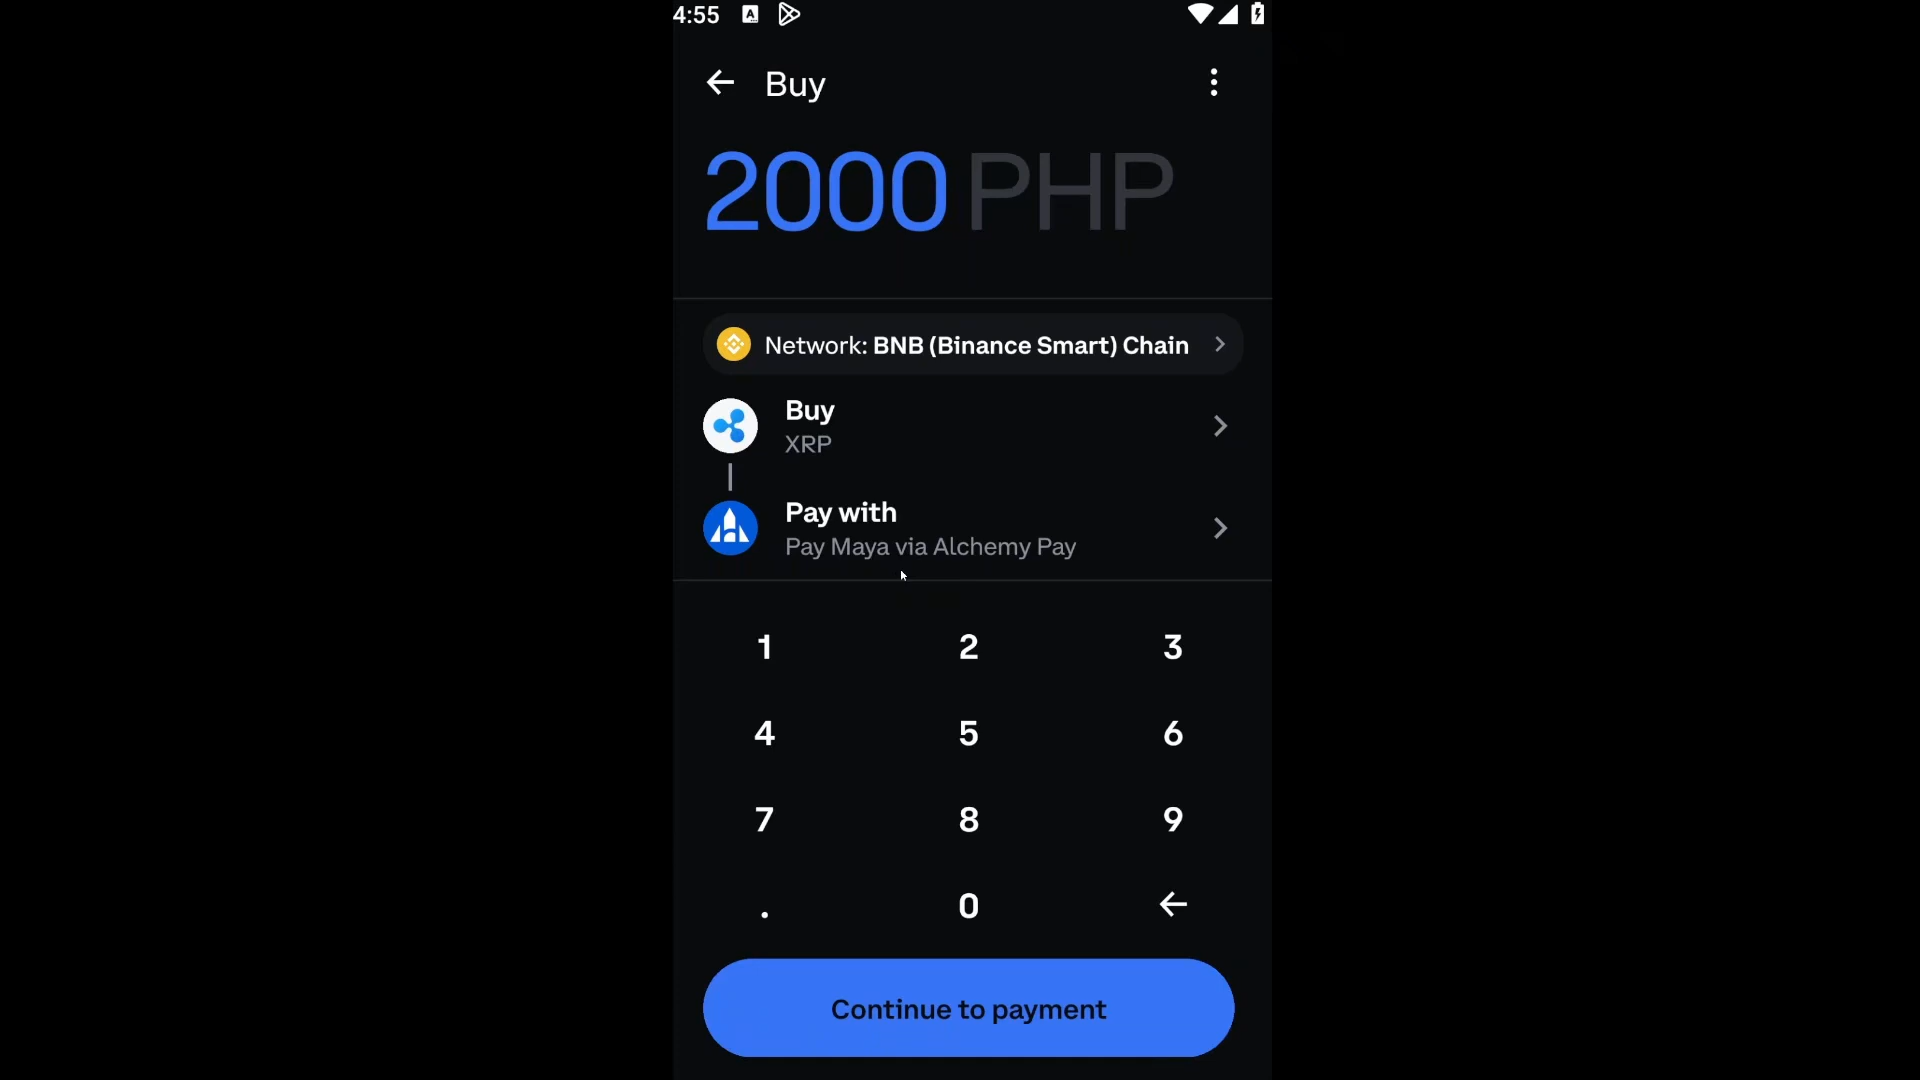 4:55
Buy
2000 PHP
Network: BNB (Binance Smart) Chain
Buy
XRP
Pay with
Pay Maya via Alchemy Pay
1 2 3
4 5 6
7 8 9
. 0
Continue to payment